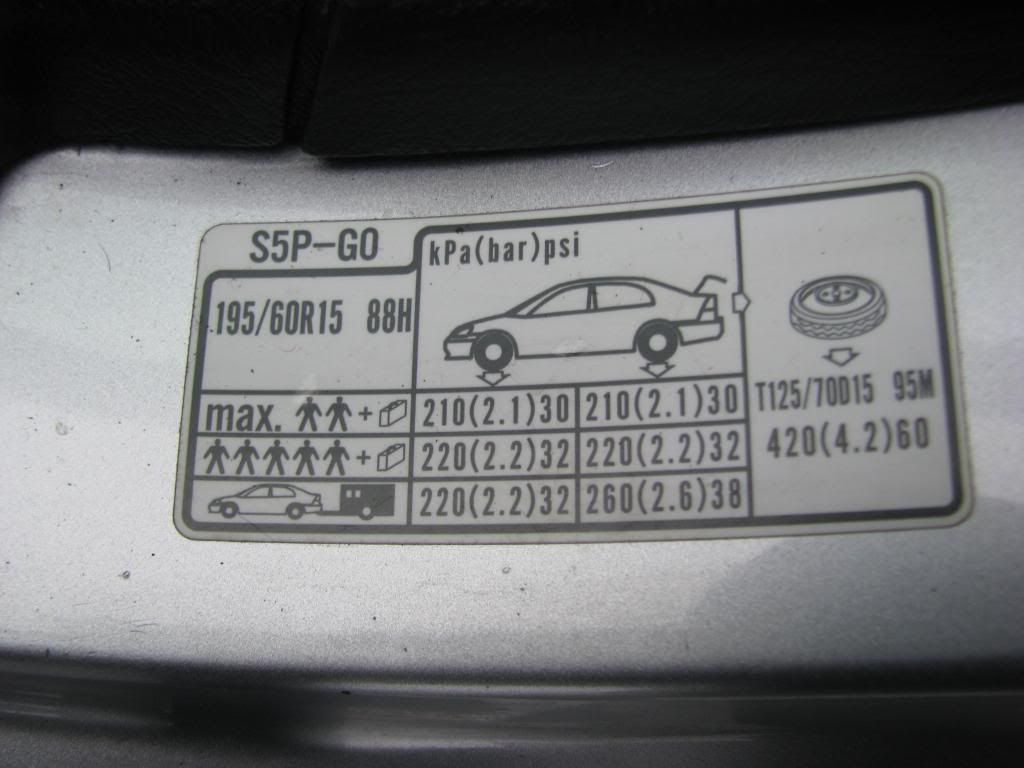 S5P-G0
kPa(bar)psi
195/60R15 88H
max. + 210(2.1)30 210(2.1)30
+ 220(2.2)32 220(2.2)32
220(2.2)32 260(2.6)38
T125/70D15 95M
420(4.2)60